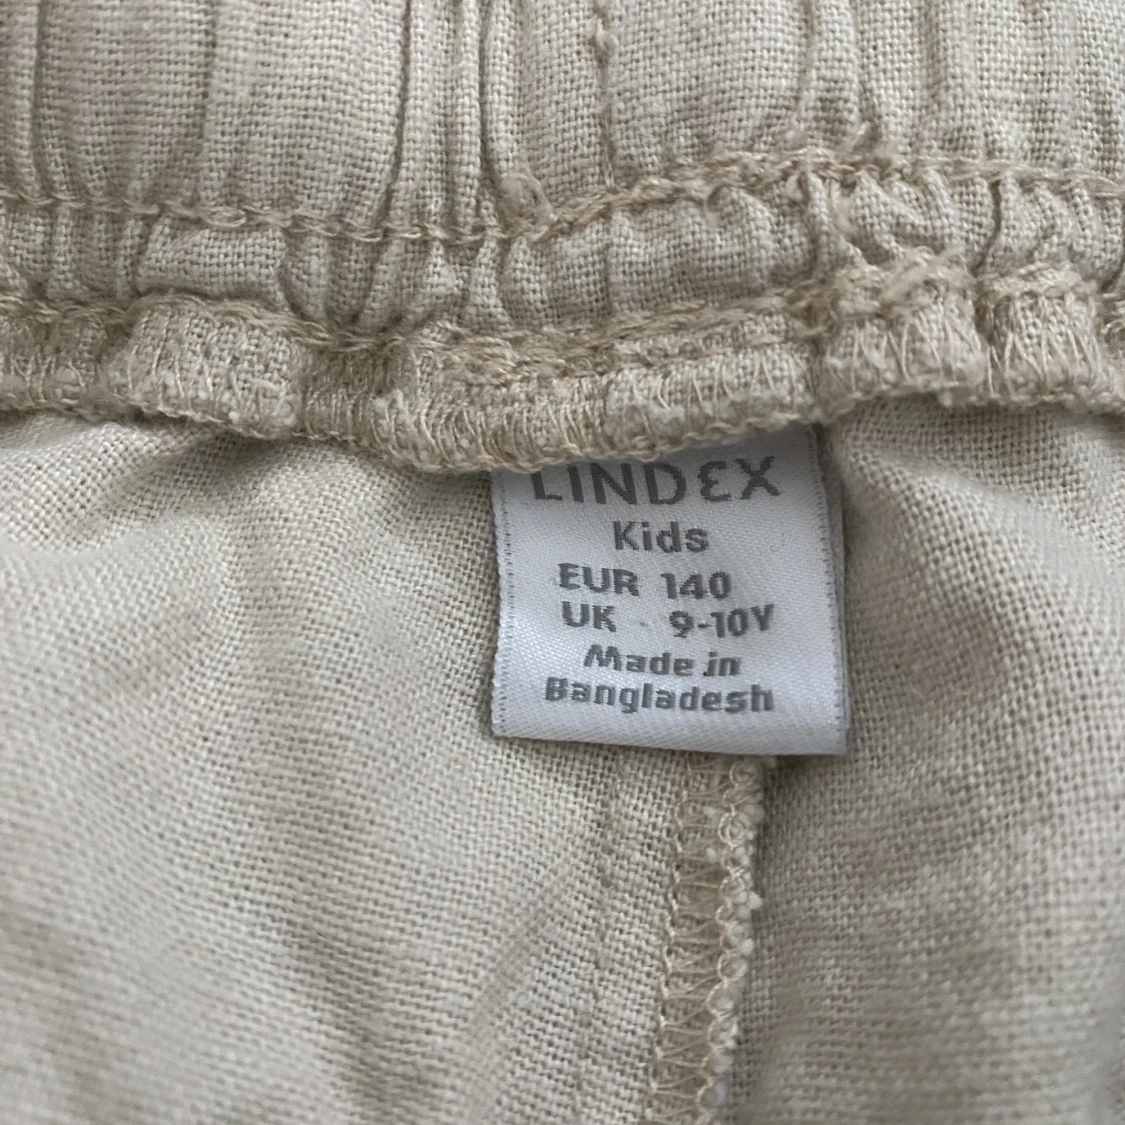 LINDEX
Kids
EUR 140
UK 9-10Y
Made in
Bangladesh